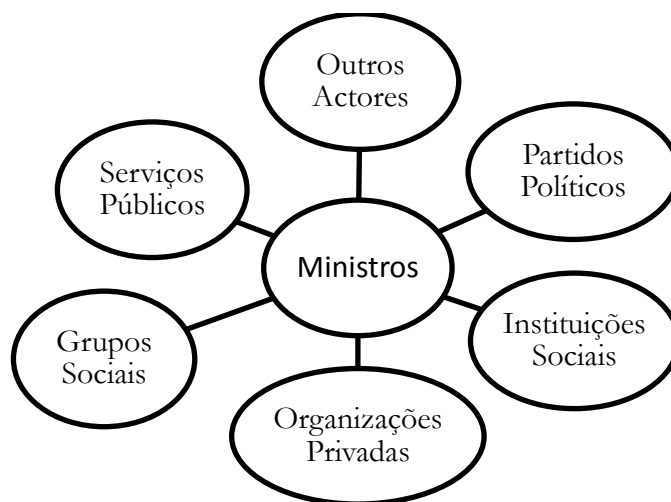 Outros
Actores
Partidos
Políticos
Serviços
Públicos
Ministros
Instituições
Sociais
Grupos
Sociais
Organizações
Privadas